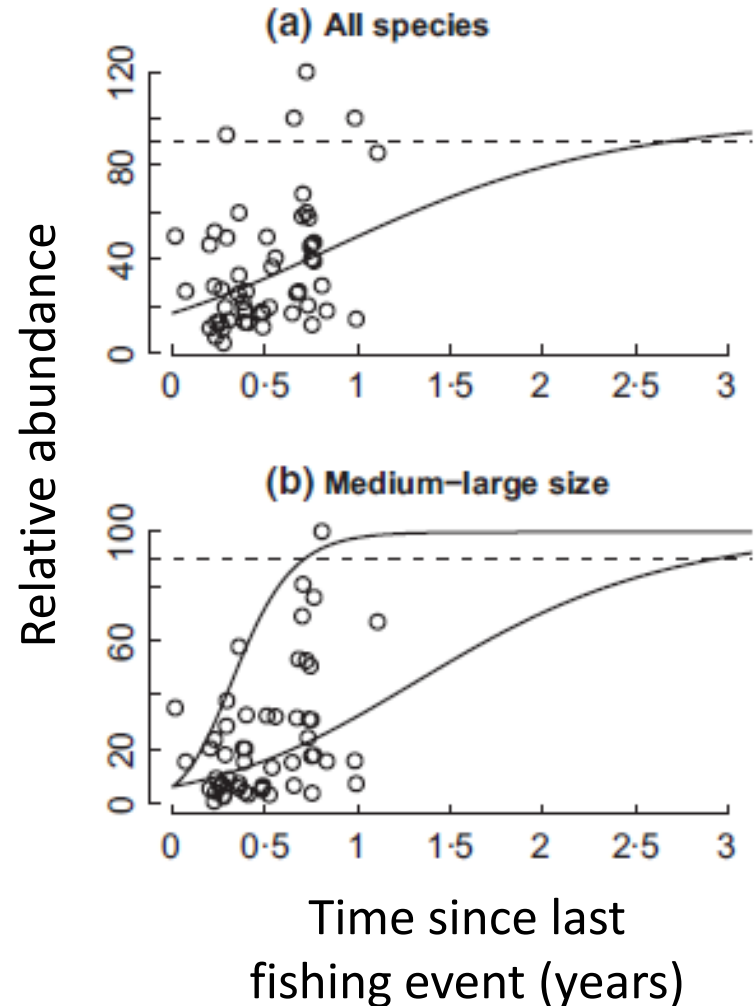 (a) All species
120
80
40
0
0 0·5 1 1·5 2 2·5 3
Relative abundance
(b) Medium−large size
100
60
20
0
0 0·5 1 1·5 2 2·5 3
Time since last
fishing event (years)